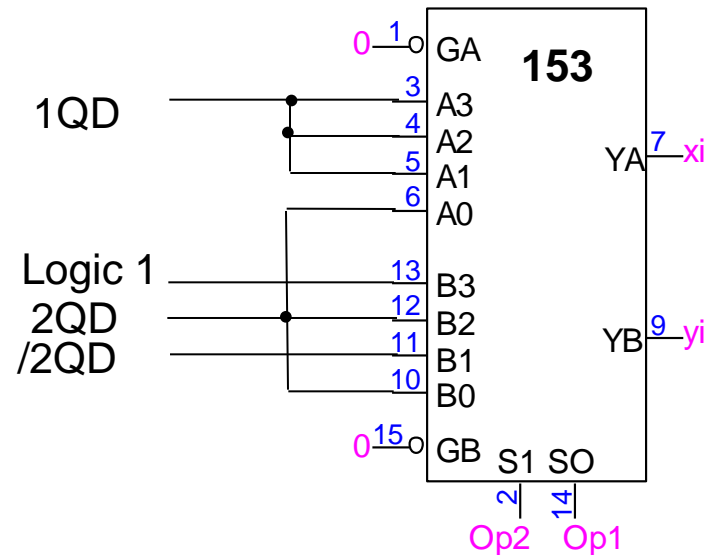 0 1 GA
153
1QD
3 A3
4 A2
5 A1
6 A0
YA 7 xi
Logic 1
13 B3
2QD
12 B2
/2QD
11 B1
10 B0
YB 9 yi
0 15 GB
S1 SO
2 14
Op2 Op1